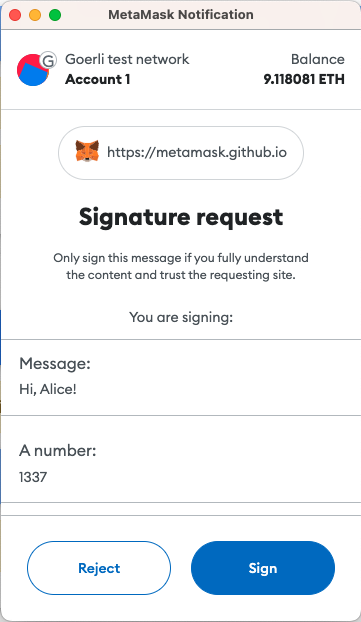 MetaMask Notification
G
Goerli test network
Balance
Account 1
9.118081 ETH
https://metamask.github.io
Signature request
Only sign this message if you fully understand
the content and trust the requesting site.
You are signing:
Message:
Hi, Alice!
A number:
1337
Reject
Sign